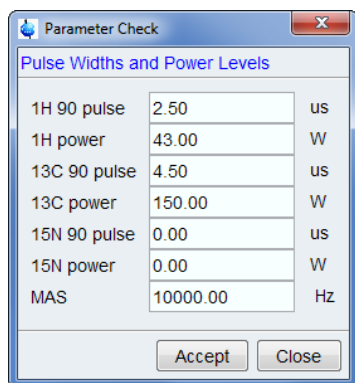 Parameter Check
Pulse Widths and Power Levels
1H 90 pulse 2.50 us
1H power 43.00 W
13C 90 pulse 4.50 us
13C power 150.00 W
15N 90 pulse 0.00 us
15N power 0.00 W
MAS 10000.00 Hz
Accept Close